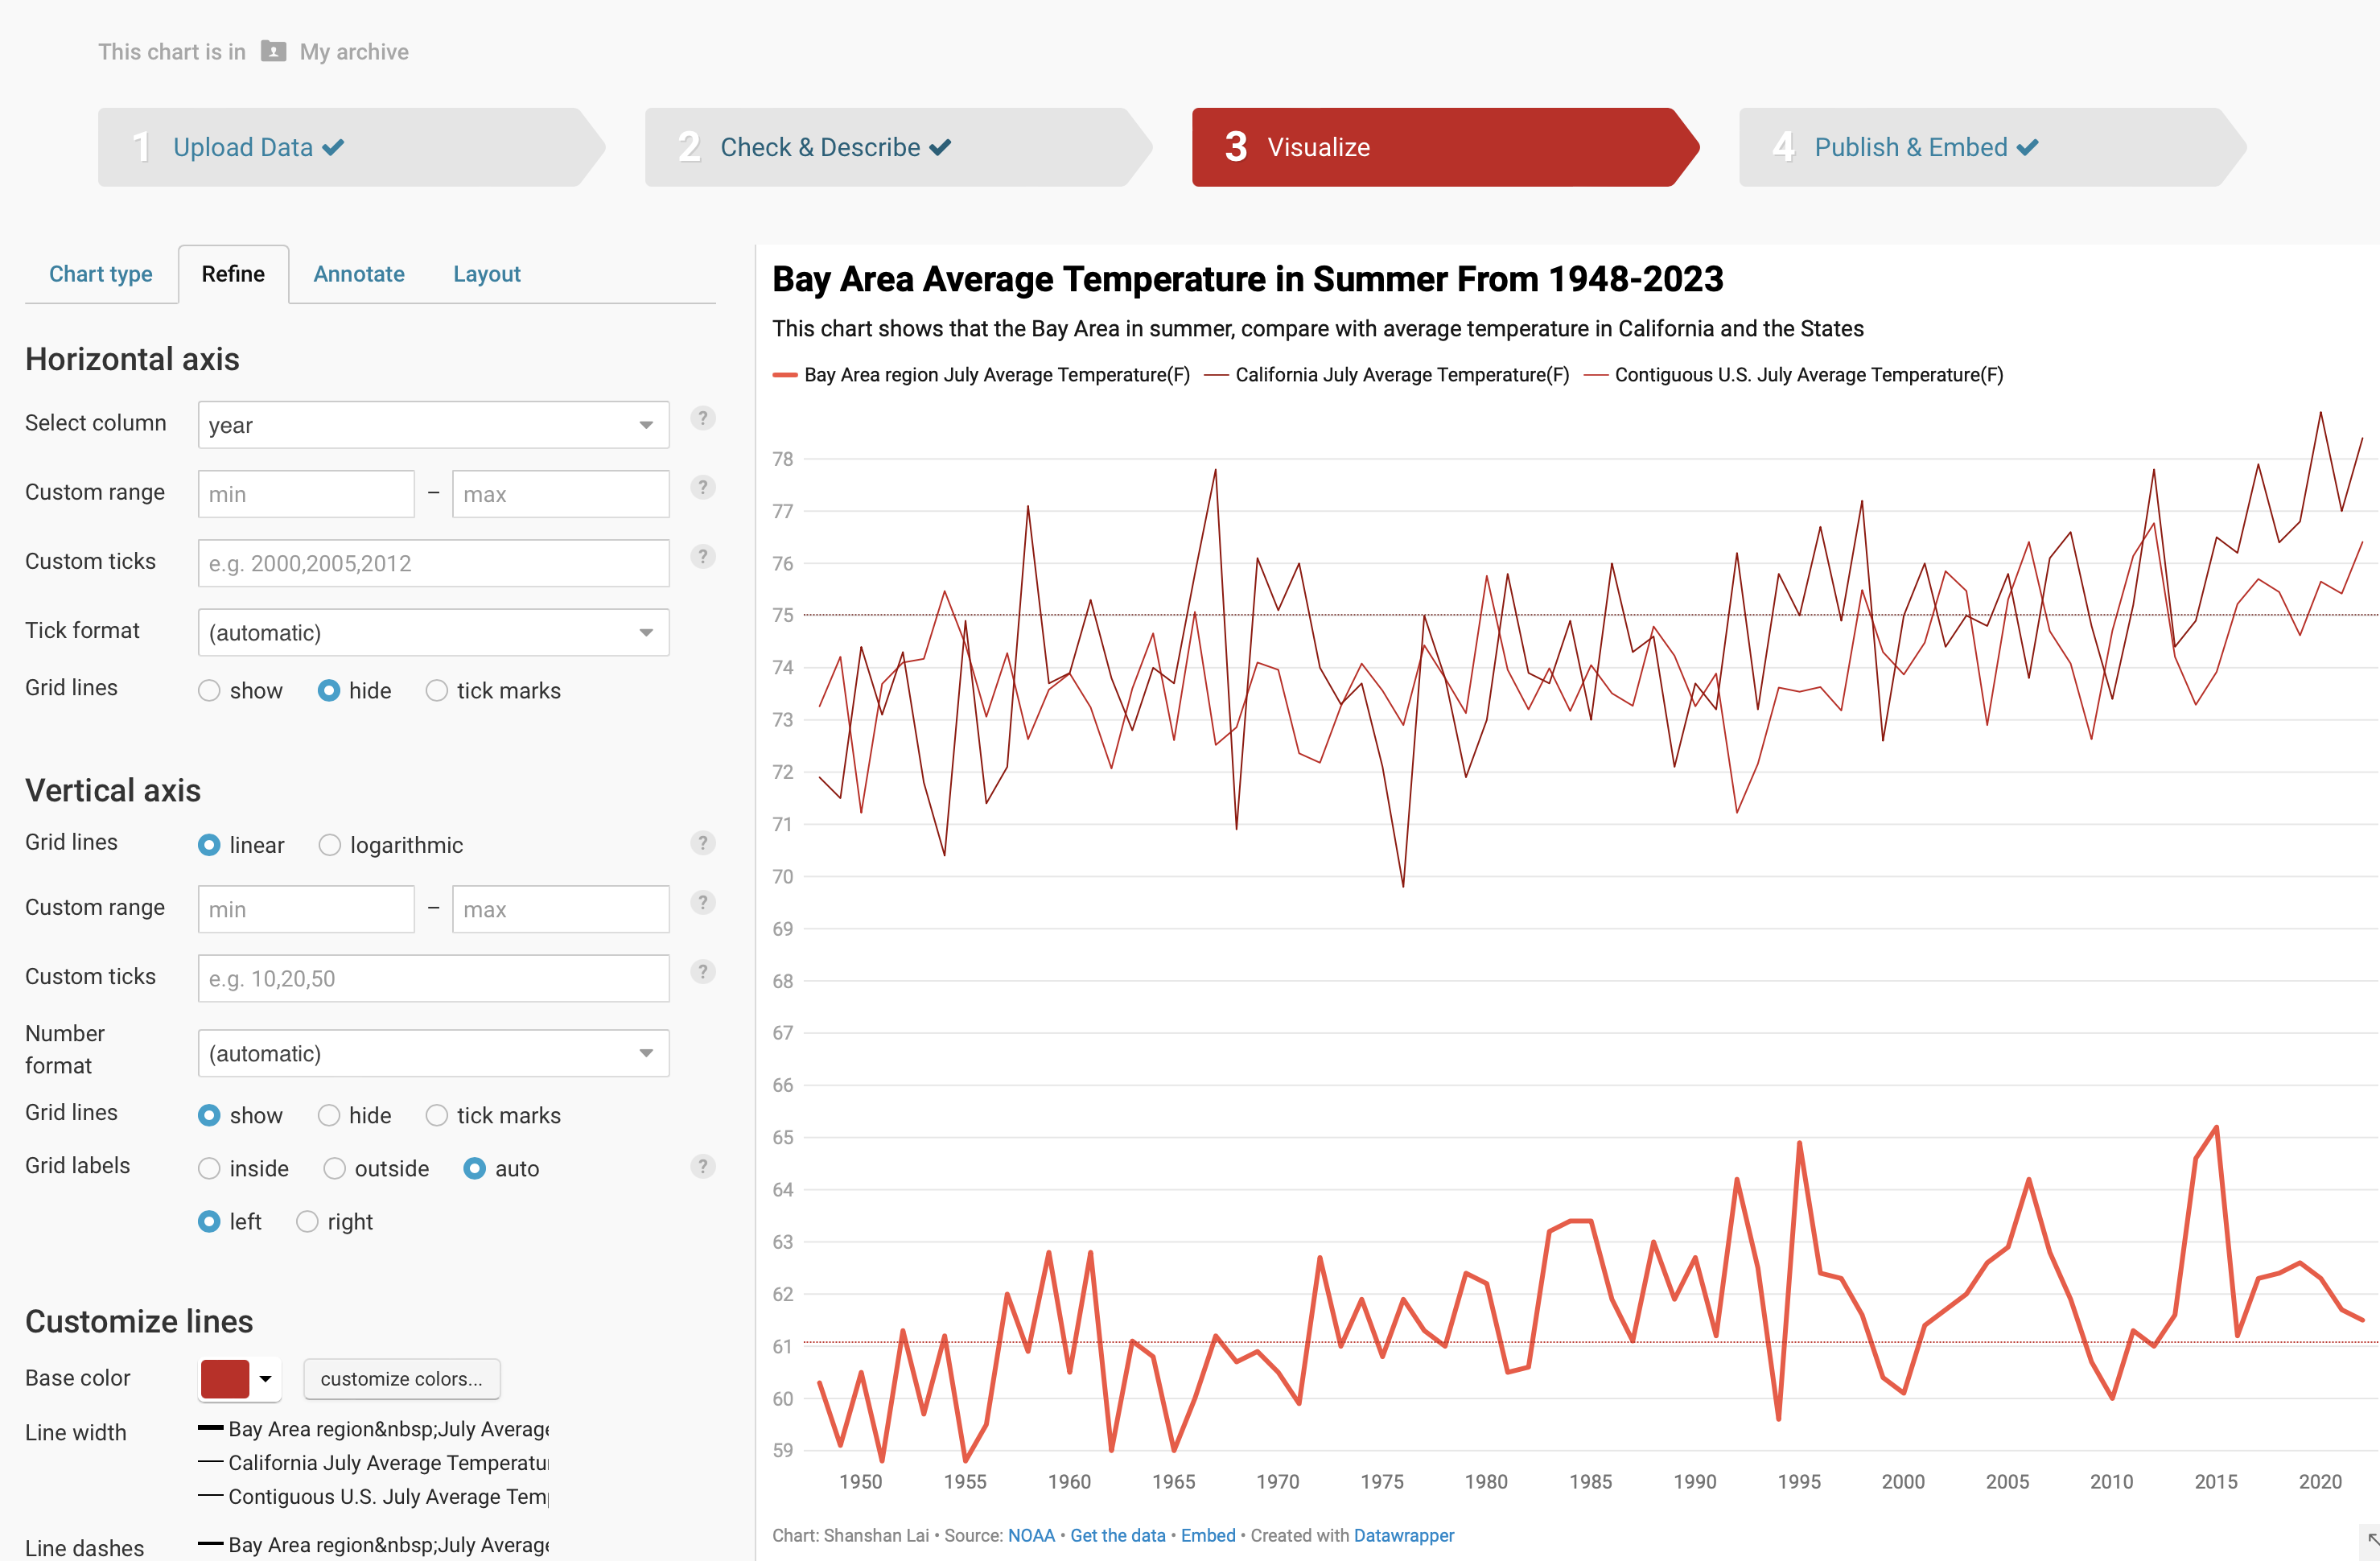 This chart is in My archive
1 Upload Data
2 Check & Describe
3 Visualize
4 Publish & Embed
Chart type
Refine
Annotate
Layout
Horizontal axis
Select column year ?
Custom range min – max ?
Custom ticks e.g. 2000,2005,2012 ?
Tick format (automatic)
Grid lines show hide tick marks
Vertical axis
Grid lines linear logarithmic ?
Custom range min – max ?
Custom ticks e.g. 10,20,50 ?
Number
format (automatic)
Grid lines show hide tick marks
Grid labels inside outside auto ?
left right
Customize lines
Base color customize colors...
Line width Bay Area region&nbsp;July Average
California July Average
Contiguous U.S. July Average
Line dashes Bay Area region&nbsp;July Average
Bay Area Average Temperature in Summer From 1948-2023
This chart shows that the Bay Area in summer, compare with average temperature in California and the States
Bay Area region July Average Temperature(F) California July Average Temperature(F) Contiguous U.S. July Average Temperature(F)
78
77
76
75
74
73
72
71
70
69
68
67
66
65
64
63
62
61
60
59
1950 1955 1960 1965 1970 1975 1980 1985 1990 1995 2000 2005 2010 2015 2020
Chart: Shanshan Lai • Source: NOAA • Get the data • Embed • Created with Datawrapper